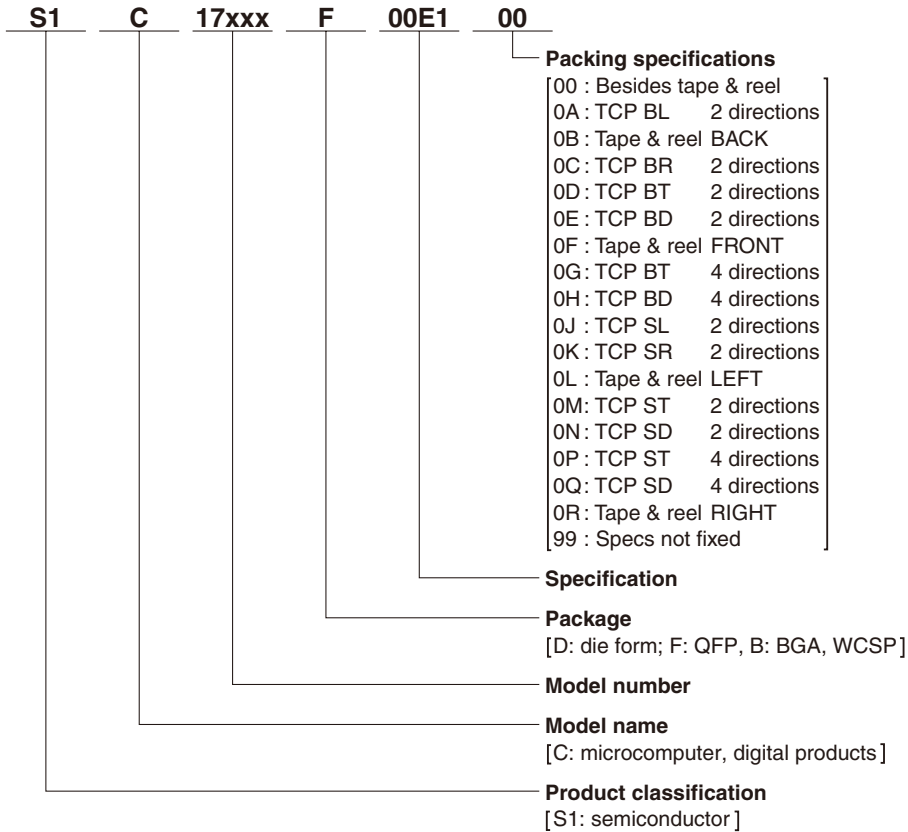 S1 C 17xxx F 00E1 00
Packing specifications
[00 : Besides tape & reel
0A : TCP BL 2 directions
0B : Tape & reel BACK
0C : TCP BR 2 directions
0D : TCP BT 2 directions
0E : TCP BD 2 directions
0F : Tape & reel FRONT
0G : TCP BT 4 directions
0H : TCP BD 4 directions
0J : TCP SL 2 directions
0K : TCP SR 2 directions
0L : Tape & reel LEFT
0M: TCP ST 2 directions
0N : TCP SD 2 directions
0P : TCP ST 4 directions
0Q : TCP SD 4 directions
0R : Tape & reel RIGHT
99 : Specs not fixed]
Specification
Package
[D: die form; F: QFP, B: BGA, WCSP]
Model number
Model name
[C: microcomputer, digital products]
Product classification
[S1: semiconductor]